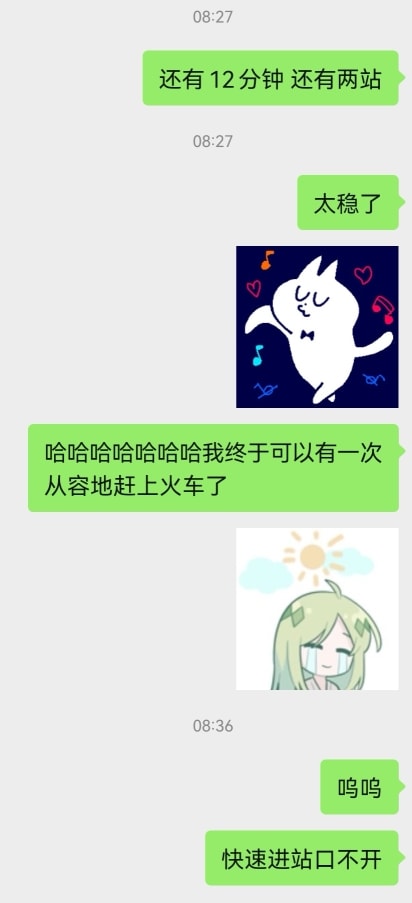 08:27
还有12分钟 还有两站
08:27
太稳了
哈哈哈哈哈哈哈我终于可以有一次
从容地赶上火车了
08:36
呜呜
快速进站口不开